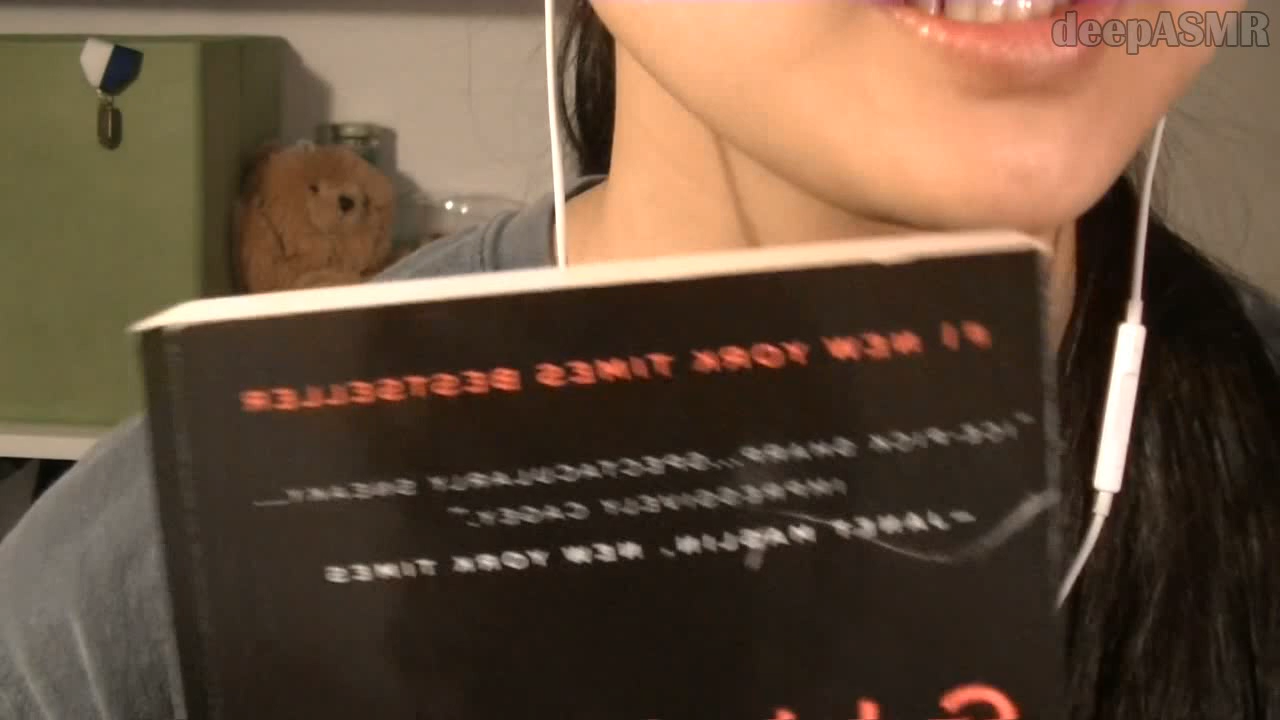 deepASMR
#1 NEW YORK TIMES BESTSELLER
"ICE-PICK SHARP...SPECTACULARLY SNEAKY...
IMPRESSIVELY CAGEY."
—JANET MASLIN, NEW YORK TIMES